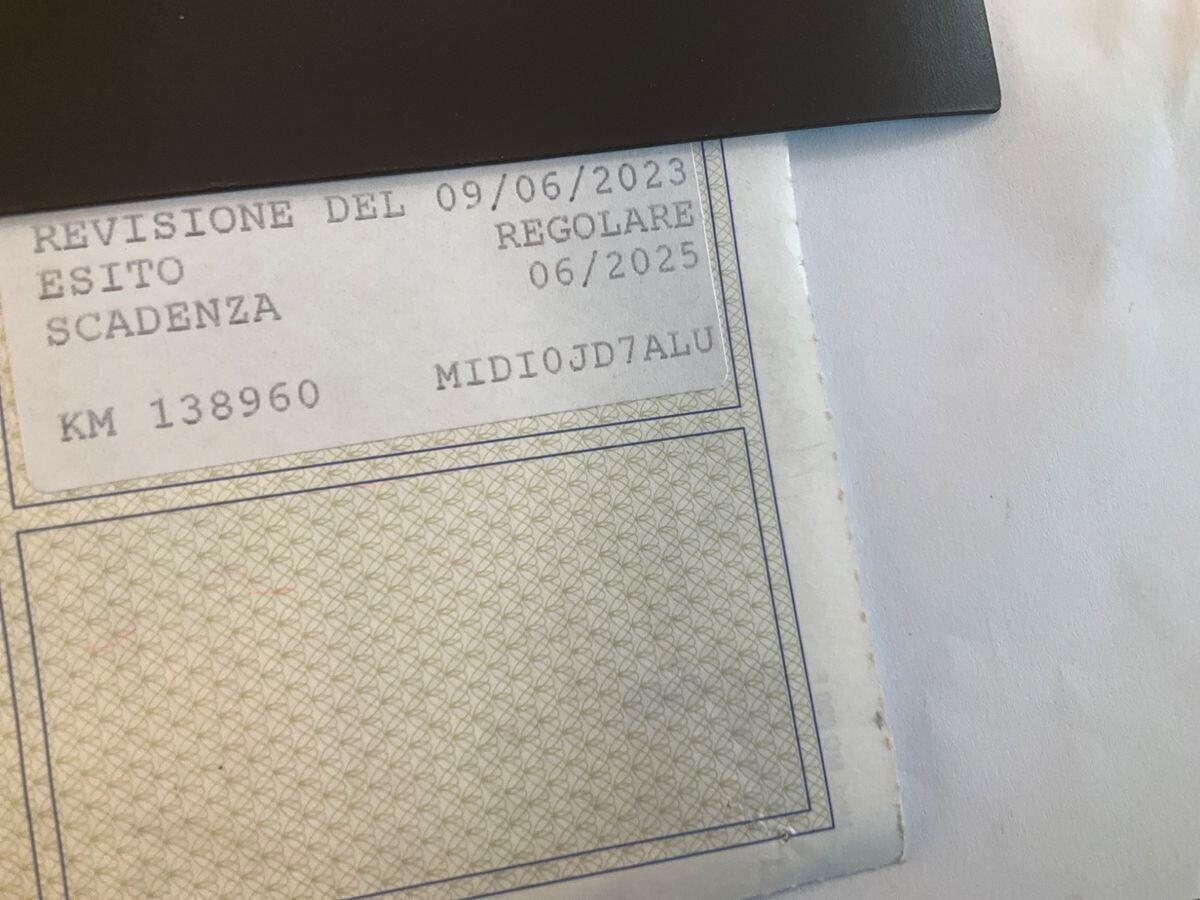 REVISIONE DEL 09/06/2023
ESITO REGOLARE
SCADENZA 06/2025
KM 138960 MIDI0JD7ALU